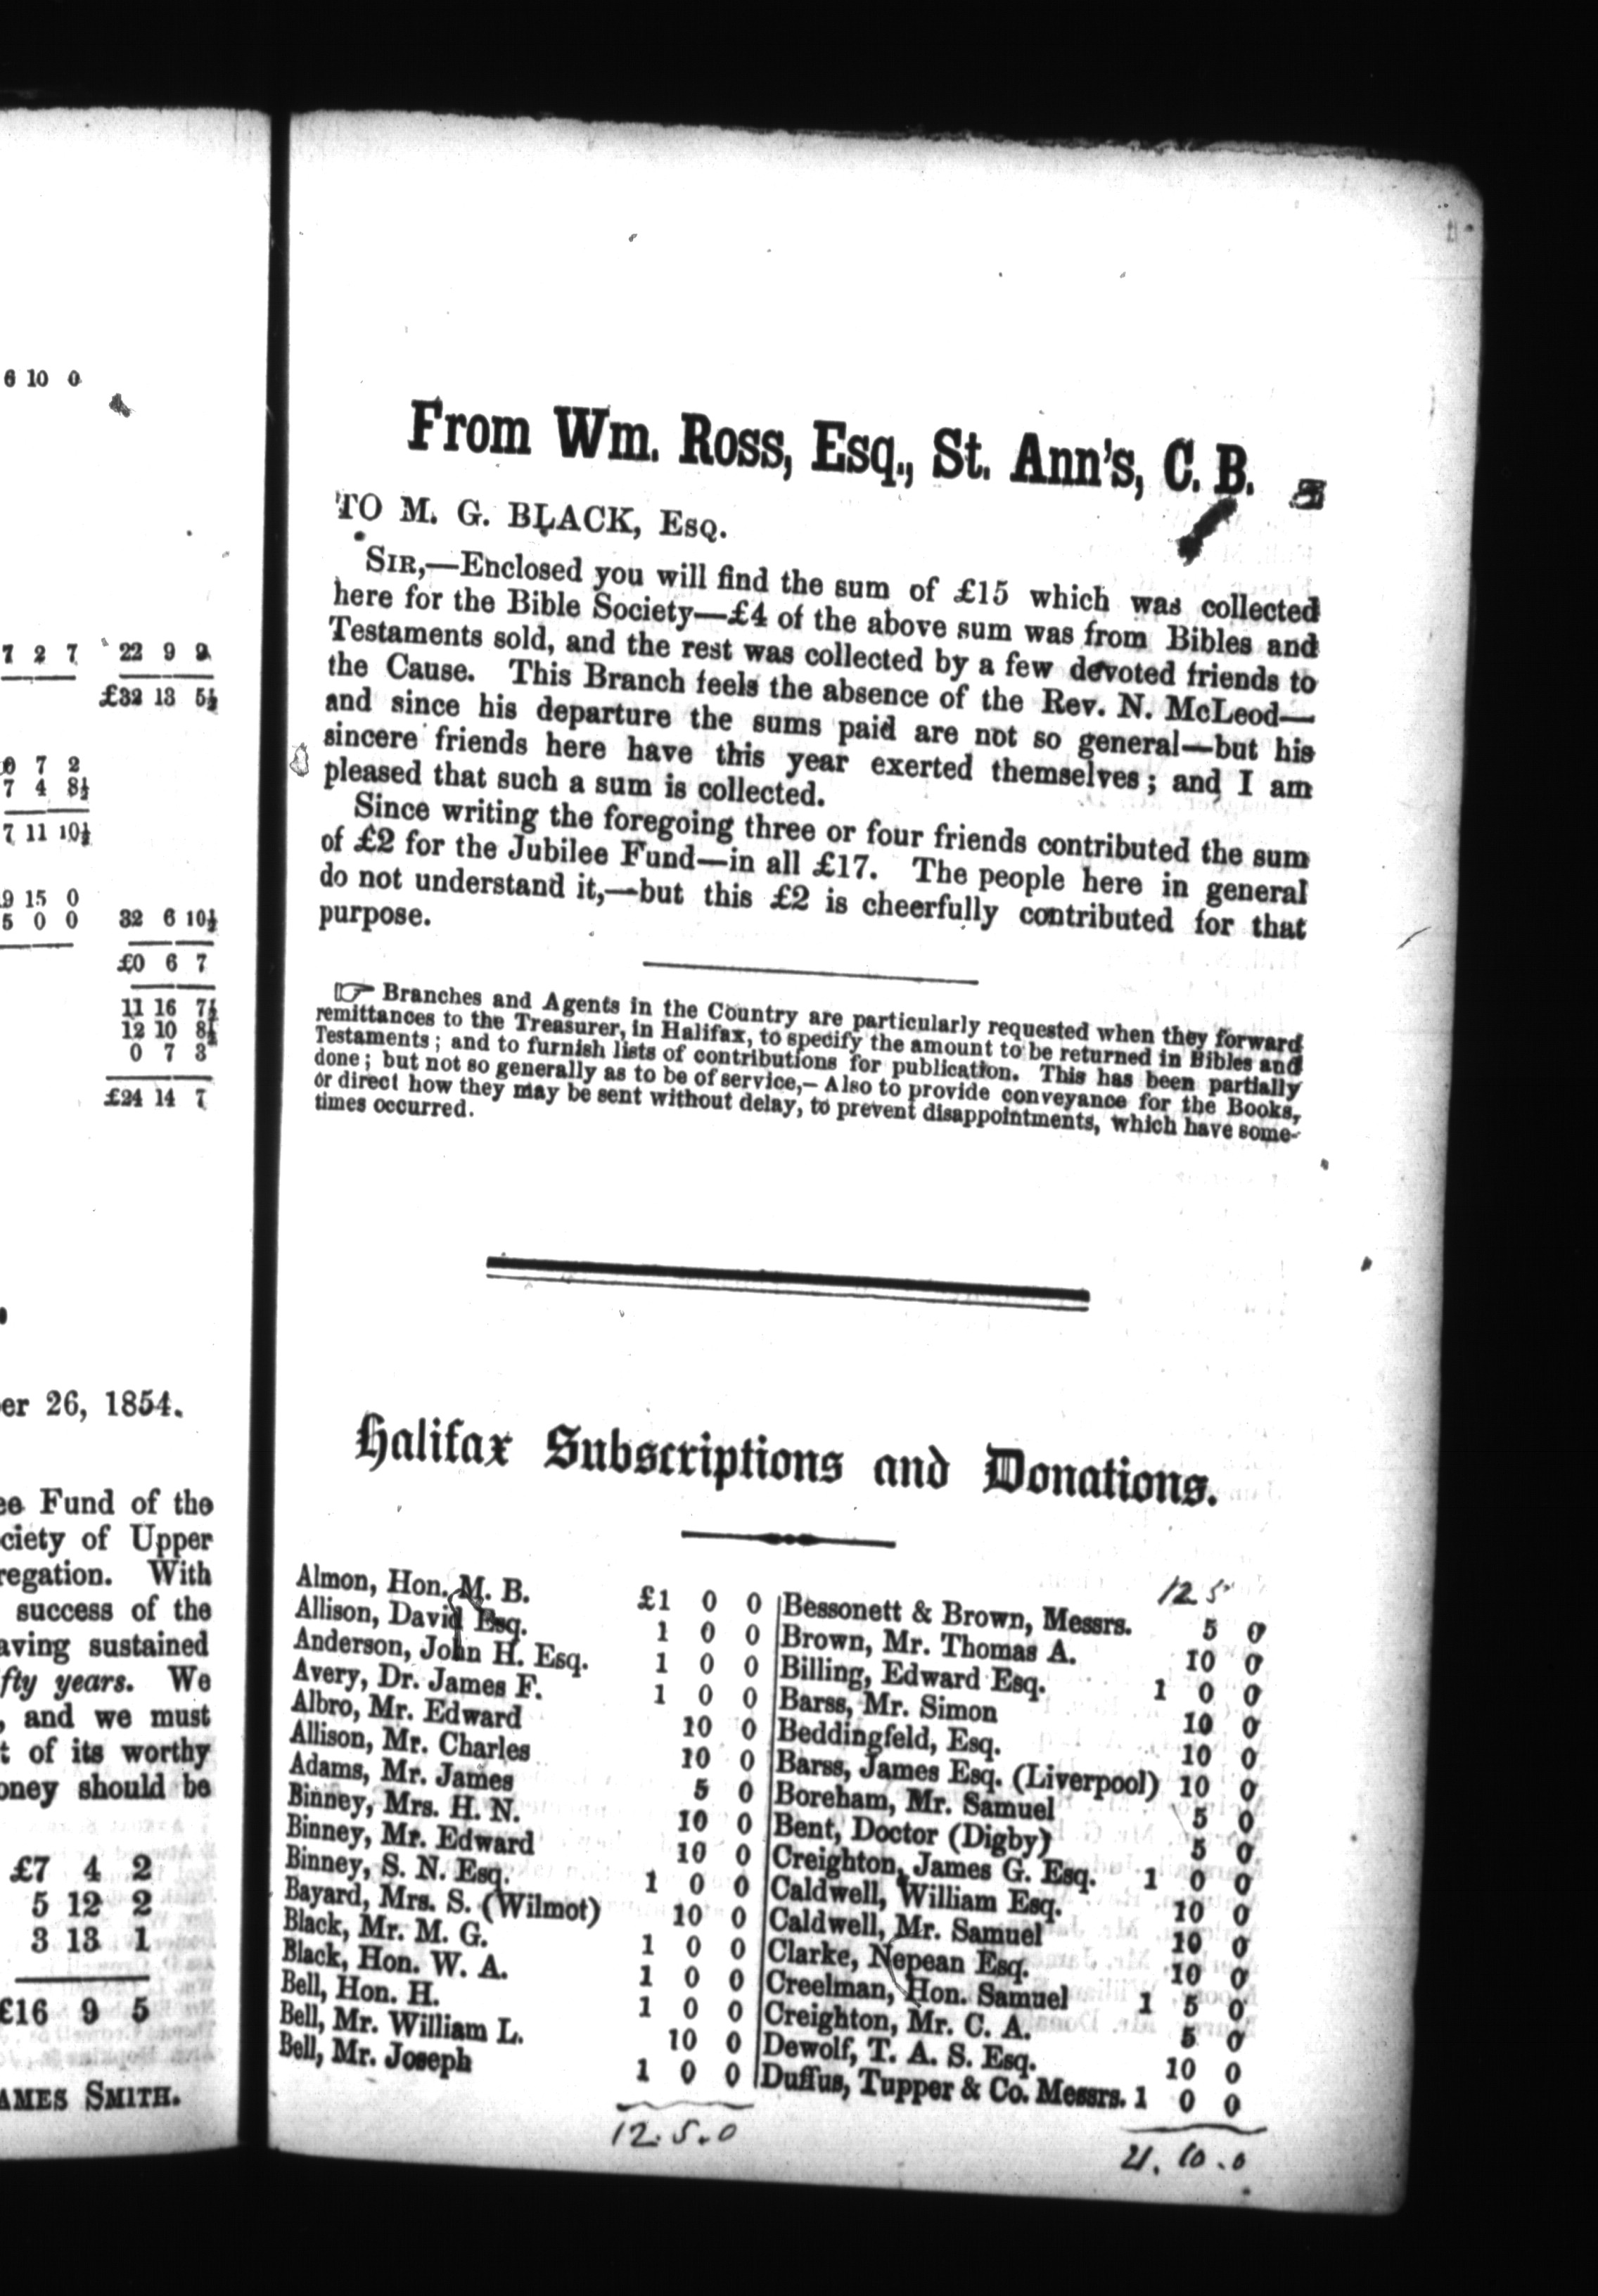 6 10 0
7 2 7 22 9 9
£32 13 5½
0 7 2
7 4 8½
7 11 10½
9 15 0
5 0 0 32 6 10½
£0 6 7
11 16 7½
12 10 8½
0 7 3
£24 14 7
er 26, 1854.
ee Fund of the
ciety of Upper
regation. With
success of the
aving sustained
fty years. We
, and we must
t of its worthy
oney should be
£7 4 2
5 12 2
3 13 1
£16 9 5
AMES SMITH.
From Wm. Ross, Esq., St. Ann's, C. B.
TO M. G. BLACK, ESQ.
SIR,—Enclosed you will find the sum of £15 which was collected
here for the Bible Society—£4 of the above sum was from Bibles and
Testaments sold, and the rest was collected by a few devoted friends to
the Cause. This Branch feels the absence of the Rev. N. McLeod—
and since his departure the sums paid are not so general—but his
sincere friends here have this year exerted themselves; and I am
pleased that such a sum is collected.
Since writing the foregoing three or four friends contributed the sum
of £2 for the Jubilee Fund—in all £17. The people here in general
do not understand it,—but this £2 is cheerfully contributed for that
purpose.
☞ Branches and Agents in the Country are particularly requested when they forward
remittances to the Treasurer, in Halifax, to specify the amount to be returned in Bibles and
Testaments; and to furnish lists of contributions for publication. This has been partially
done; but not so generally as to be of service,—Also to provide conveyance for the Books,
or direct how they may be sent without delay, to prevent disappointments, which have some-
times occurred.
Halifax Subscriptions and Donations.
Almon, Hon. M. B. £1 0 0
Allison, David Esq. 1 0 0
Anderson, John H. Esq. 1 0 0
Avery, Dr. James F. 1 0 0
Albro, Mr. Edward 10 0
Allison, Mr. Charles 10 0
Adams, Mr. James 5 0
Binney, Mrs. H. N. 10 0
Binney, Mr. Edward 10 0
Binney, S. N. Esq. 1 0 0
Bayard, Mrs. S. (Wilmot) 10 0
Black, Mr. M. G. 1 0 0
Black, Hon. W. A. 1 0 0
Bell, Hon. H. 1 0 0
Bell, Mr. William L. 10 0
Bell, Mr. Joseph 1 0 0
12. 5. 0
12 5
Bessonett & Brown, Messrs. 5 0
Brown, Mr. Thomas A. 10 0
Billing, Edward Esq. 1 0 0
Barss, Mr. Simon 10 0
Beddingfeld, Esq. 10 0
Barss, James Esq. (Liverpool) 10 0
Boreham, Mr. Samuel 5 0
Bent, Doctor (Digby) 5 0
Creighton, James G. Esq. 1 0 0
Caldwell, William Esq. 10 0
Caldwell, Mr. Samuel 10 0
Clarke, Nepean Esq. 10 0
Creelman, Hon. Samuel 1 5 0
Creighton, Mr. C. A. 5 0
Dewolf, T. A. S. Esq. 10 0
Duffus, Tupper & Co. Messrs. 1 0 0
21. 10. 0